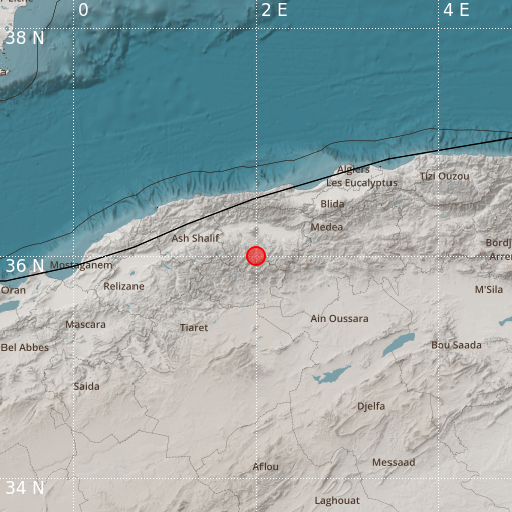 0
2 E
4 E
38 N
Algiers
Les Eucalyptus
Tizi Ouzou
Blida
Medea
Ash Shalif
Bordj
Arrer
36 N
Mostaganem
Relizane
Oran
M'Sila
Mascara
Tiaret
Ain Oussara
Bel Abbes
Bou Saada
Saida
Djelfa
Aflou
Messaad
34 N
Laghouat